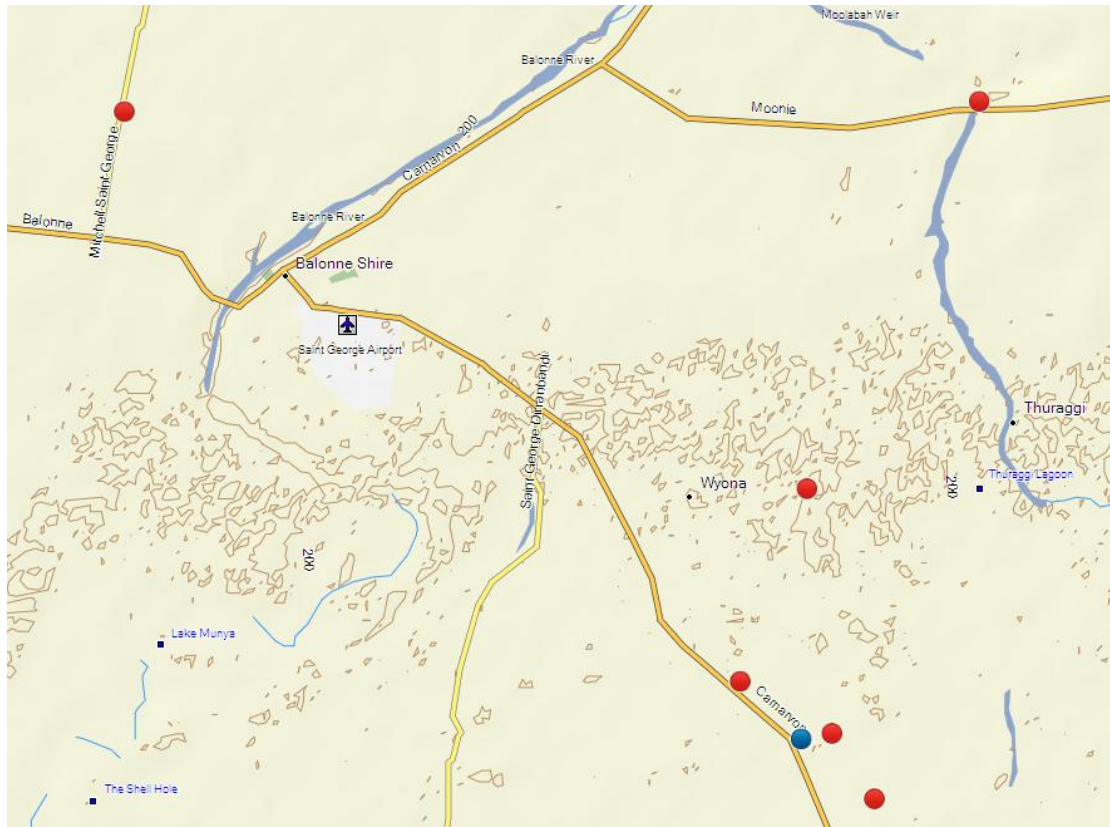 Moolabah Weir
Balonne River
Moonie
200
Carnarvon
Mitchell-Saint George
Balonne
Balonne River
Balonne Shire
Saint George Airport
Saint George-Dirranbandi
Thuraggi
Wyona
200
Thuraggi Lagoon
200
Lake Munya
Carnarvon
The Shell Hole